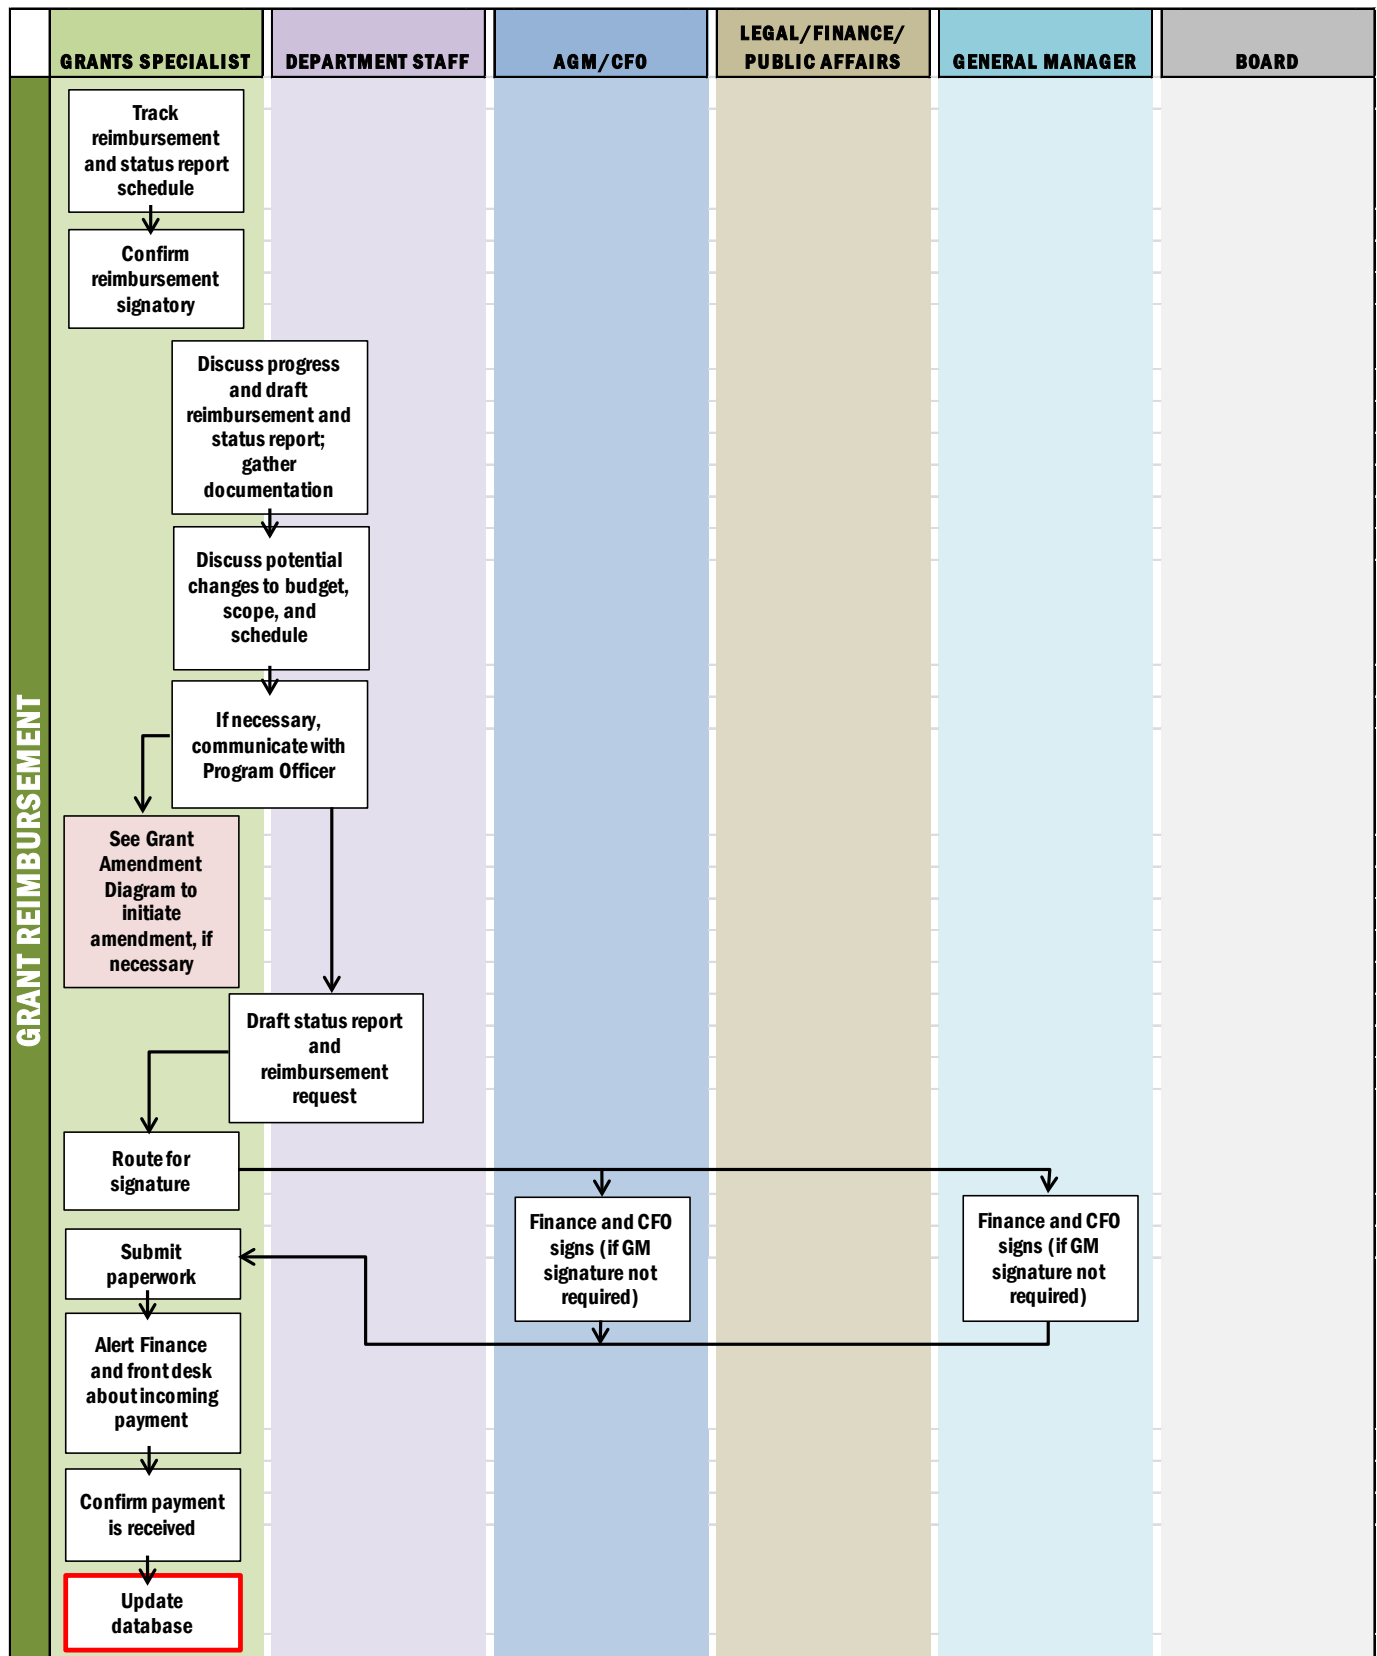 GRANTS SPECIALIST
DEPARTMENT STAFF
AGM/CFO
LEGAL/FINANCE/
PUBLIC AFFAIRS
GENERAL MANAGER
BOARD
GRANT REIMBURSEMENT
Track
reimbursement
and status report
schedule
Confirm
reimbursement
signatory
Discuss progress
and draft
reimbursement and
status report;
gather
documentation
Discuss potential
changes to budget,
scope, and
schedule
If necessary,
communicate with
Program Officer
See Grant
Amendment
Diagram to
initiate
amendment, if
necessary
Draft status report
and
reimbursement
request
Route for
signature
Finance and CFO
signs (if GM
signature not
required)
Finance and CFO
signs (if GM
signature not
required)
Submit
paperwork
Alert Finance
and front desk
about incoming
payment
Confirm payment
is received
Update
database